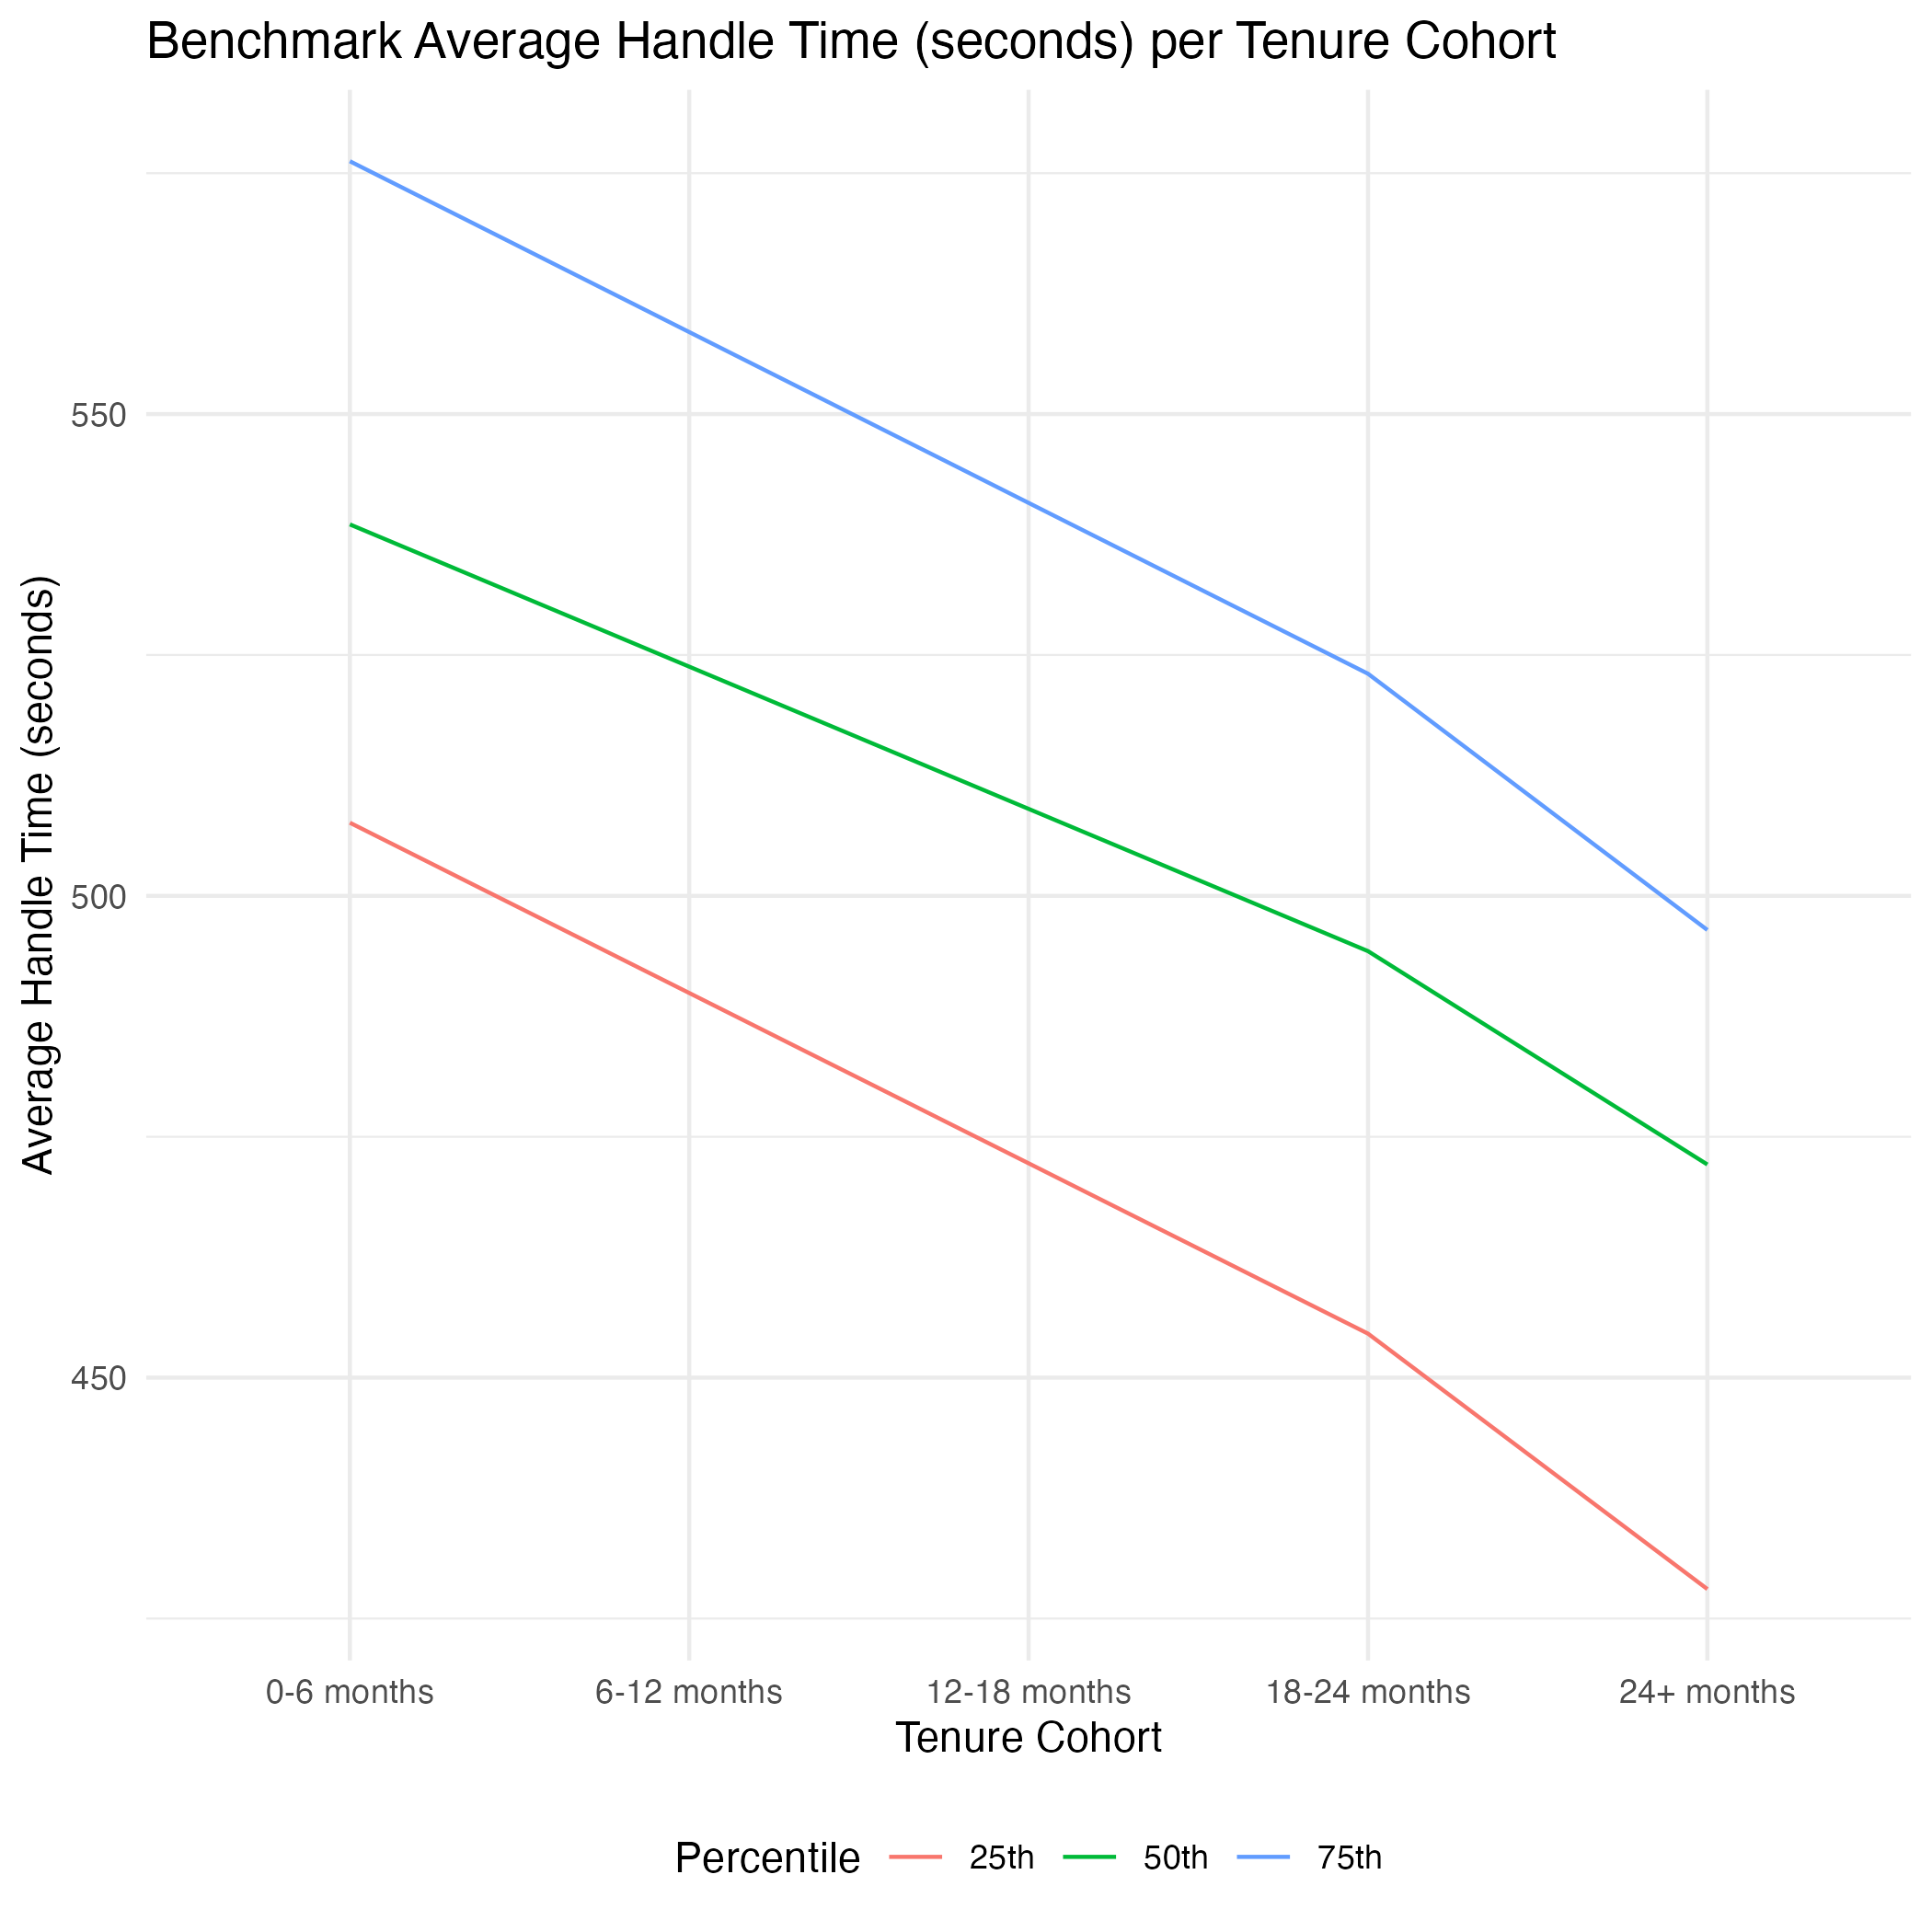 Benchmark Average Handle Time (seconds) per Tenure Cohort
Average Handle Time (seconds)
550
500
450
0-6 months 6-12 months 12-18 months 18-24 months 24+ months
Tenure Cohort
Percentile 25th 50th 75th